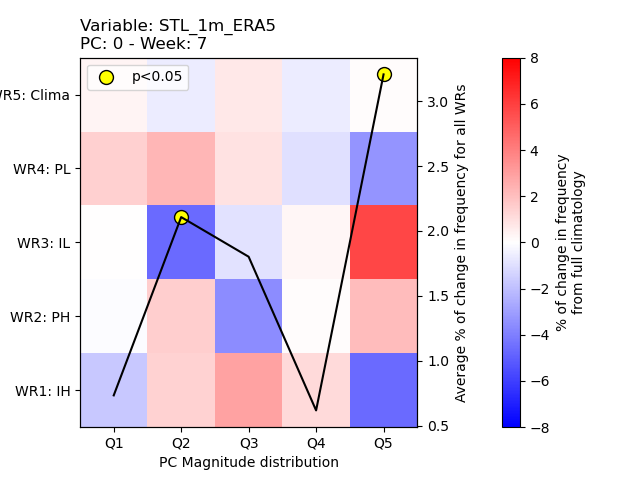 Variable: STL_1m_ERA5
PC: 0 - Week: 7
p<0.05
WR5: Clima
WR4: PL
WR3: IL
WR2: PH
WR1: IH
Q1 Q2 Q3 Q4 Q5
PC Magnitude distribution
3.0
2.5
2.0
1.5
1.0
0.5
Average % of change in frequency for all WRs
8
6
4
2
0
−2
−4
−6
−8
% of change in frequency
from full climatology